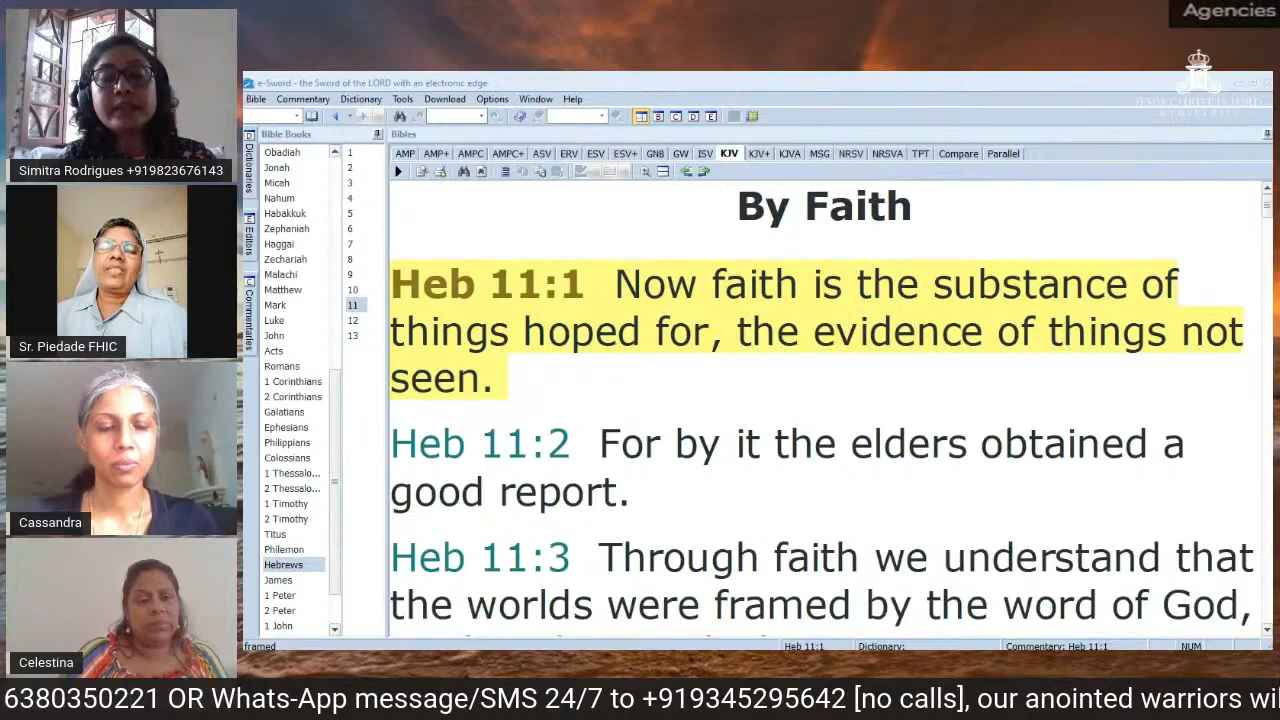 Agencies
JESUS CHRIST IS LORD
MINISTRIES
Simitra Rodrigues +919823676143
Sr. Piedade FHIC
Cassandra
Celestina
e-Sword - the Sword of the LORD with an electronic edge
Bible Commentary Dictionary Tools Download Options Window Help
B C D E
Bible Books
Bibles
Dictionaries
Editors
Commentaries
Obadiah 1
Jonah 2
Micah 3
Nahum 4
Habakkuk 5
Zephaniah 6
Haggai 7
Zechariah 8
Malachi 9
Matthew 10
Mark 11
Luke 12
John 13
Acts
Romans
1 Corinthians
2 Corinthians
Galatians
Ephesians
Philippians
Colossians
1 Thessalo...
2 Thessalo...
1 Timothy
2 Timothy
Titus
Philemon
Hebrews
James
1 Peter
2 Peter
1 John
AMP AMP+ AMPC AMPC+ ASV ERV ESV ESV+ GNB GW ISV KJV KJV+ KJVA MSG NRSV NRSVA TPT Compare Parallel
By Faith
Heb 11:1 Now faith is the substance of
things hoped for, the evidence of things not
seen.
Heb 11:2 For by it the elders obtained a
good report.
Heb 11:3 Through faith we understand that
the worlds were framed by the word of God,
framed Heb 11:1 Dictionary: Commentary: Heb 11:1 NUM
6380350221 OR Whats-App message/SMS 24/7 to +919345295642 [no calls], our anointed warriors wil